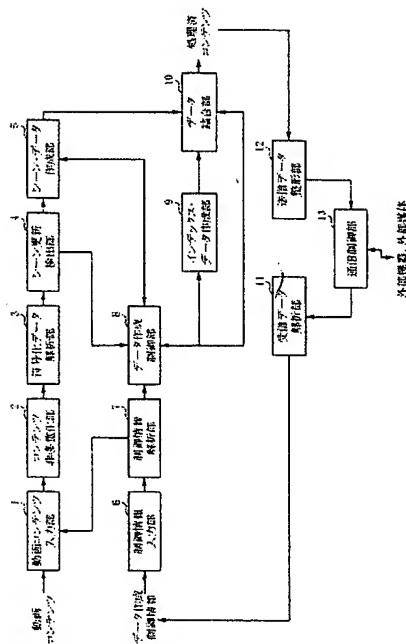 動画
コンテンツ
1
動画コンテンツ
入力部
2
コンテンツ
非多重化部
3
符号化データ
解析部
4
シーン更新
検出部
5
シーン・データ
作成部
データ作成
制御情報
6
制御情報
入力部
7
制御情報
解析部
8
データ作成
制御部
9
インデックス・
データ作成部
10
データ
結合部
処理済
コンテンツ
11
受信データ
解析部
12
送信データ
整形部
13
通信制御部
外部機器、外部媒体